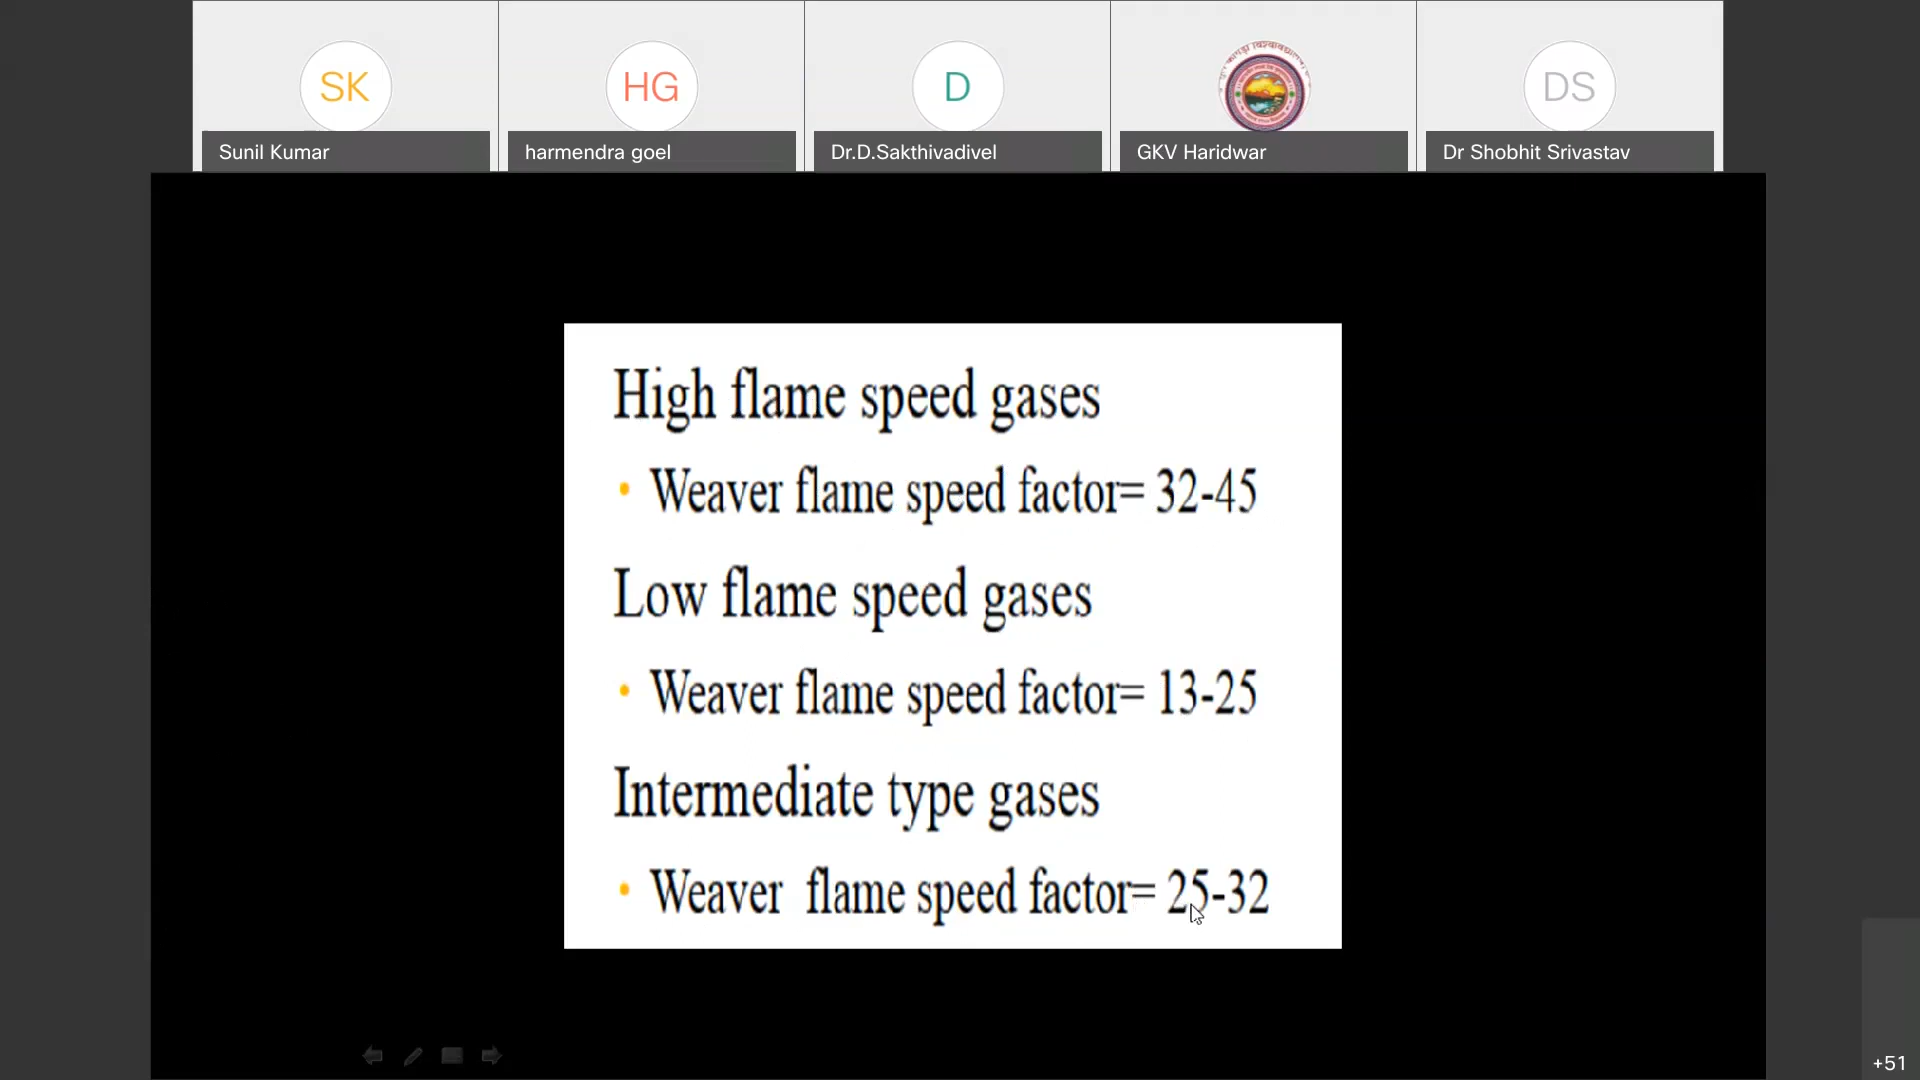 SK
HG
D
DS
Sunil Kumar
harmendra goel
Dr.D.Sakthivadivel
GKV Haridwar
Dr Shobhit Srivastav
High flame speed gases
• Weaver flame speed factor= 32-45
Low flame speed gases
• Weaver flame speed factor= 13-25
Intermediate type gases
• Weaver flame speed factor= 25-32
+51